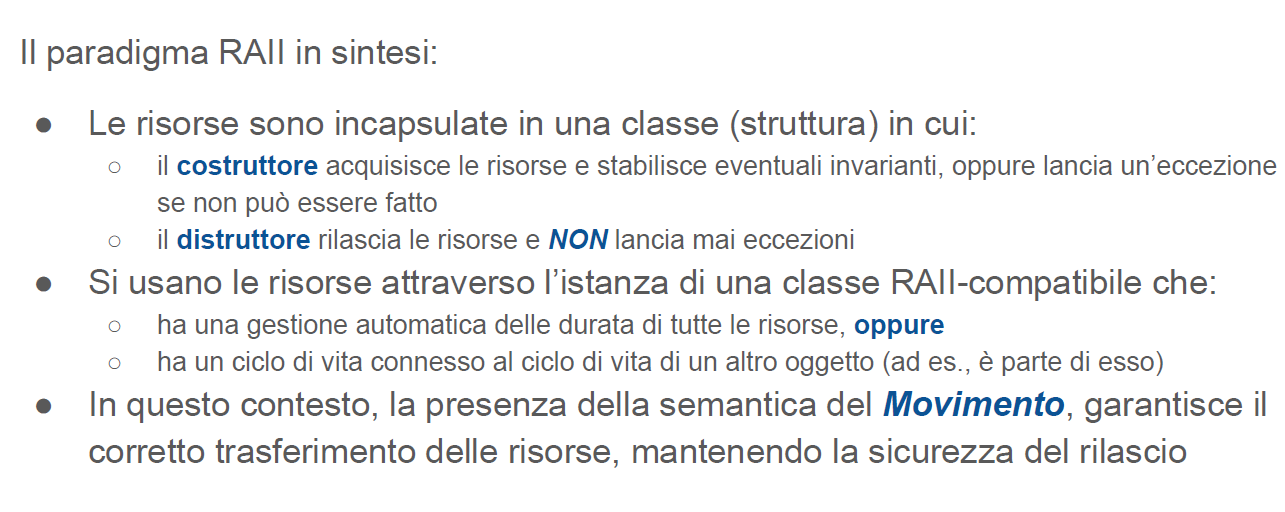 Il paradigma RAII in sintesi:
● Le risorse sono incapsulate in una classe (struttura) in cui:
○ il costruttore acquisisce le risorse e stabilisce eventuali invarianti, oppure lancia un’eccezione
se non può essere fatto
○ il distruttore rilascia le risorse e NON lancia mai eccezioni
● Si usano le risorse attraverso l’istanza di una classe RAII-compatibile che:
○ ha una gestione automatica delle durata di tutte le risorse, oppure
○ ha un ciclo di vita connesso al ciclo di vita di un altro oggetto (ad es., è parte di esso)
● In questo contesto, la presenza della semantica del Movimento, garantisce il
corretto trasferimento delle risorse, mantenendo la sicurezza del rilascio